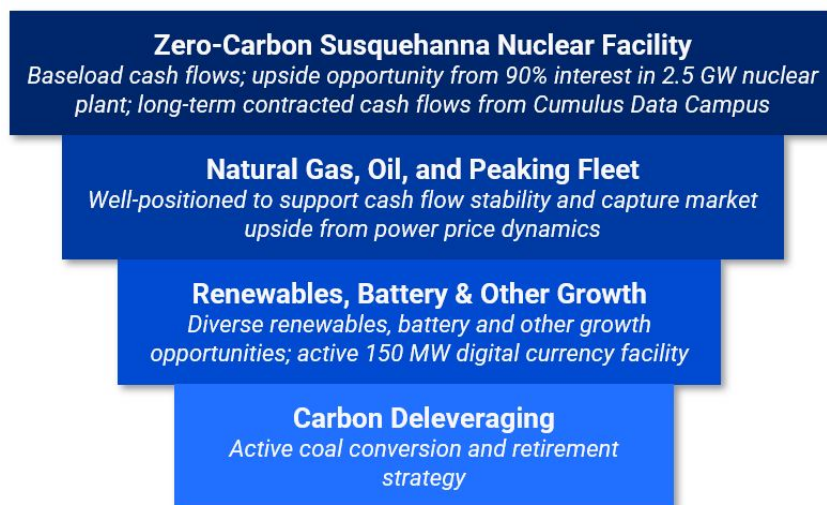 Zero-Carbon Susquehanna Nuclear Facility
Baseload cash flows; upside opportunity from 90% interest in 2.5 GW nuclear
plant; long-term contracted cash flows from Cumulus Data Campus
Natural Gas, Oil, and Peaking Fleet
Well-positioned to support cash flow stability and capture market
upside from power price dynamics
Renewables, Battery & Other Growth
Diverse renewables, battery and other growth
opportunities; active 150 MW digital currency facility
Carbon Deleveraging
Active coal conversion and retirement
strategy